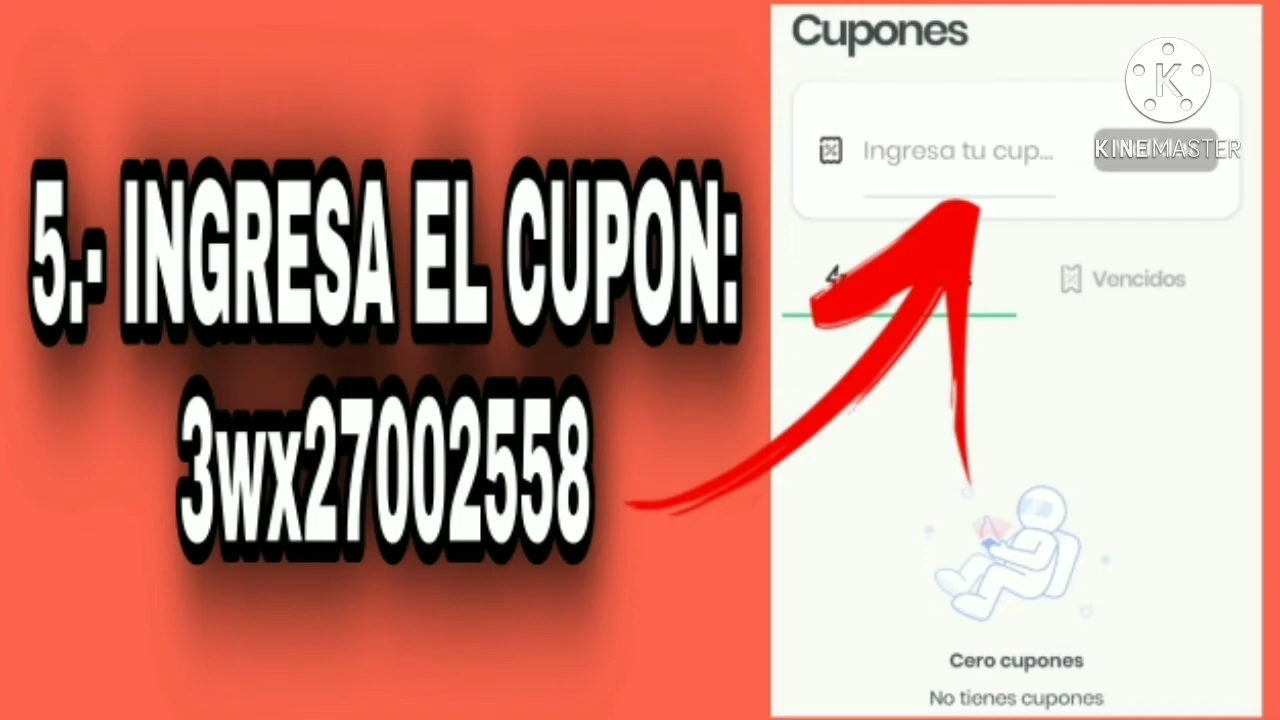 5.- INGRESA EL CUPON:
3wx27002558
Cupones
Ingresa tu cup...
KINEMASTER
Vencidos
Cero cupones
No tienes cupones